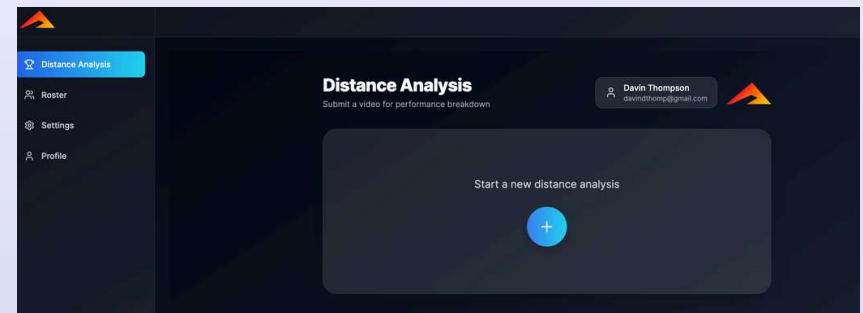 Distance Analysis
Roster
Settings
Profile
Distance Analysis
Submit a video for performance breakdown
Davin Thompson
davindthomp@gmail.com
Start a new distance analysis
+